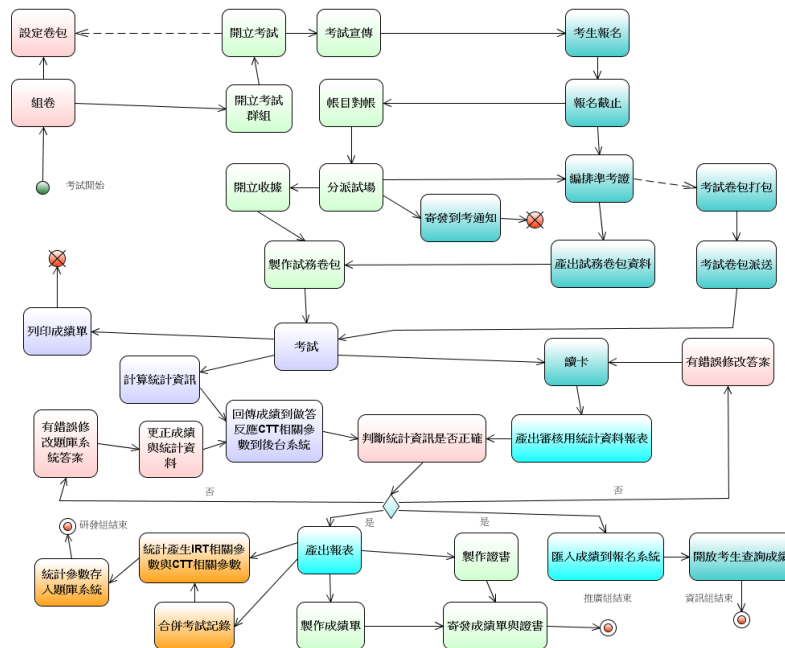 設定卷包
開立考試
考試宣傳
考生報名
組卷
開立考試
群組
帳目對帳
報名截止
考試開始
開立收據
分派試場
編排準考證
考試卷包打包
寄發到考通知
製作試務卷包
產出試務卷包資料
考試卷包派送
列印成績單
考試
讀卡
有錯誤修改答案
計算統計資訊
有錯誤修
改題庫系
統答案
更正成績
與統計資
料
回傳成績到做答
反應CTT相關參
數到後台系統
判斷統計資訊是否正確
產出審核用統計資料報表
否
否
研發組結束
是
是
統計產生IRT相關參
數與CTT相關參數
產出報表
製作證書
匯入成績到報名系統
開放考生查詢成績
統計參數存
入題庫系統
合併考試記錄
製作成績單
寄發成績單與證書
推廣組結束
資訊組結束